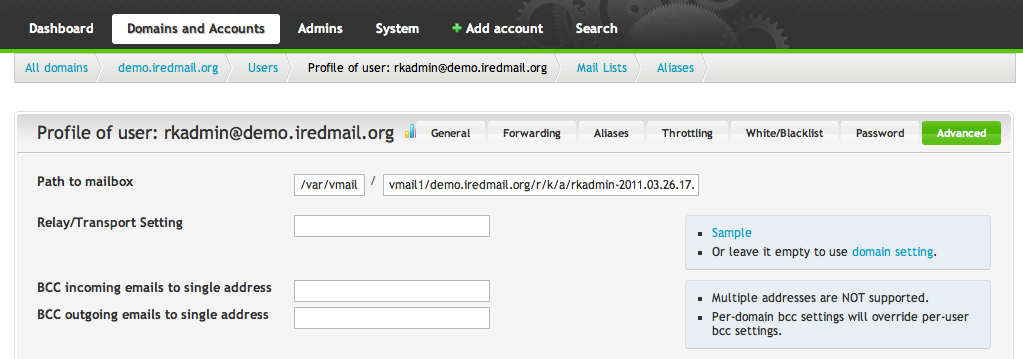 Dashboard Domains and Accounts Admins System Add account Search
All domains demo.iredmail.org Users Profile of user: rkadmin@demo.iredmail.org Mail Lists Aliases
Profile of user: rkadmin@demo.iredmail.org General Forwarding Aliases Throttling White/Blacklist Password Advanced
Path to mailbox /var/vmail / vmail1/demo.iredmail.org/r/k/a/rkadmin-2011.03.26.17.
Relay/Transport Setting
Sample
Or leave it empty to use domain setting.
BCC incoming emails to single address
BCC outgoing emails to single address
Multiple addresses are NOT supported.
Per-domain bcc settings will override per-user
bcc settings.